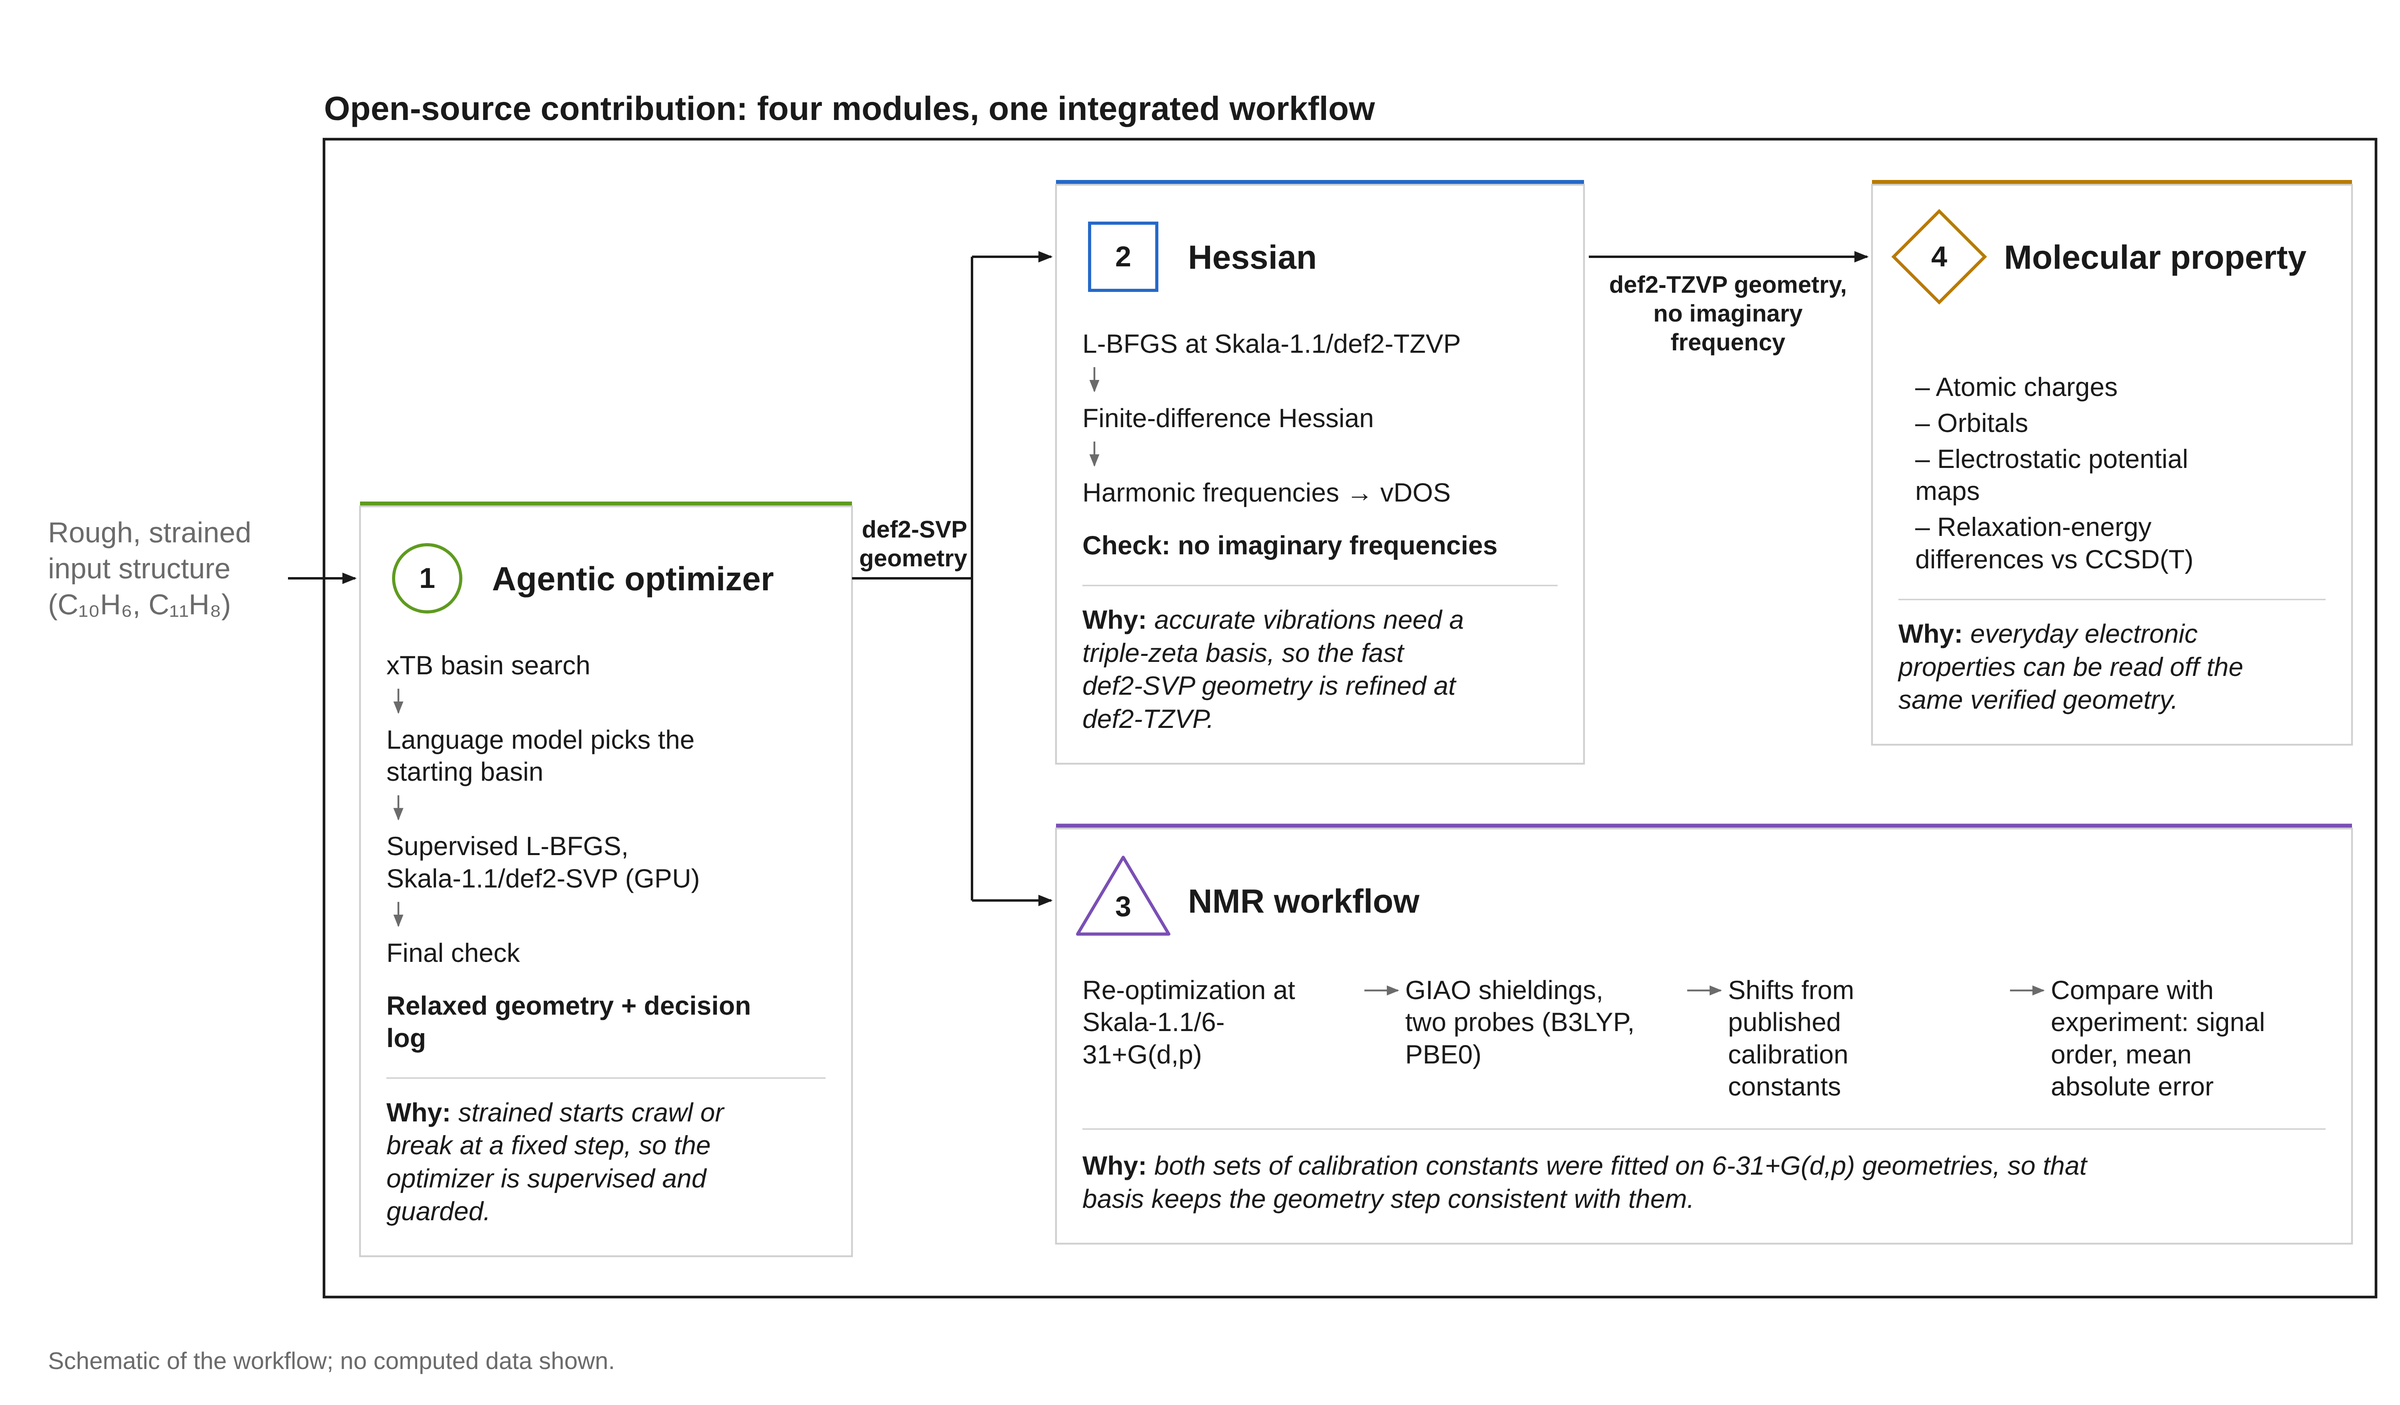 Open-source contribution: four modules, one integrated workflow
Rough, strained
input structure
(C₁₀H₆, C₁₁H₈)
1
Agentic optimizer
xTB basin search
Language model picks the
starting basin
Supervised L-BFGS,
Skala-1.1/def2-SVP (GPU)
Final check
Relaxed geometry + decision
log
Why: strained starts crawl or
break at a fixed step, so the
optimizer is supervised and
guarded.
def2-SVP
geometry
2
Hessian
L-BFGS at Skala-1.1/def2-TZVP
Finite-difference Hessian
Harmonic frequencies → vDOS
Check: no imaginary frequencies
Why: accurate vibrations need a
triple-zeta basis, so the fast
def2-SVP geometry is refined at
def2-TZVP.
def2-TZVP geometry,
no imaginary
frequency
4
Molecular property
– Atomic charges
– Orbitals
– Electrostatic potential
maps
– Relaxation-energy
differences vs CCSD(T)
Why: everyday electronic
properties can be read off the
same verified geometry.
3
NMR workflow
Re-optimization at
Skala-1.1/6-
31+G(d,p)
GIAO shieldings,
two probes (B3LYP,
PBE0)
Shifts from
published
calibration
constants
Compare with
experiment: signal
order, mean
absolute error
Why: both sets of calibration constants were fitted on 6-31+G(d,p) geometries, so that
basis keeps the geometry step consistent with them.
Schematic of the workflow; no computed data shown.